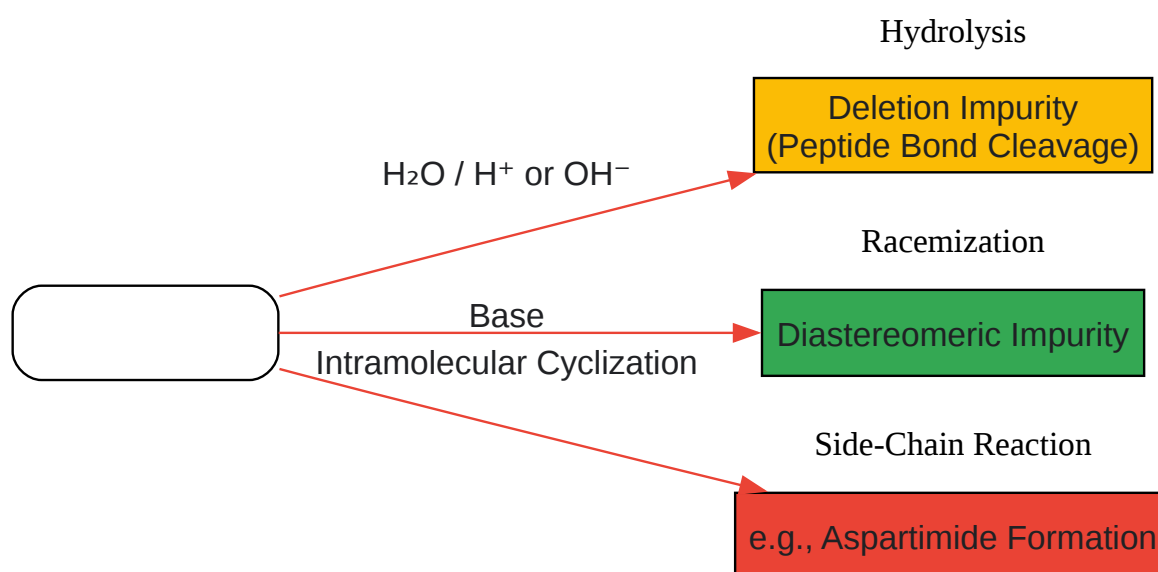 Hydrolysis
Deletion Impurity
(Peptide Bond Cleavage)
H₂O / H⁺ or OH⁻
Racemization
Base
Diastereomeric Impurity
Intramolecular Cyclization
Side-Chain Reaction
e.g., Aspartimide Formation